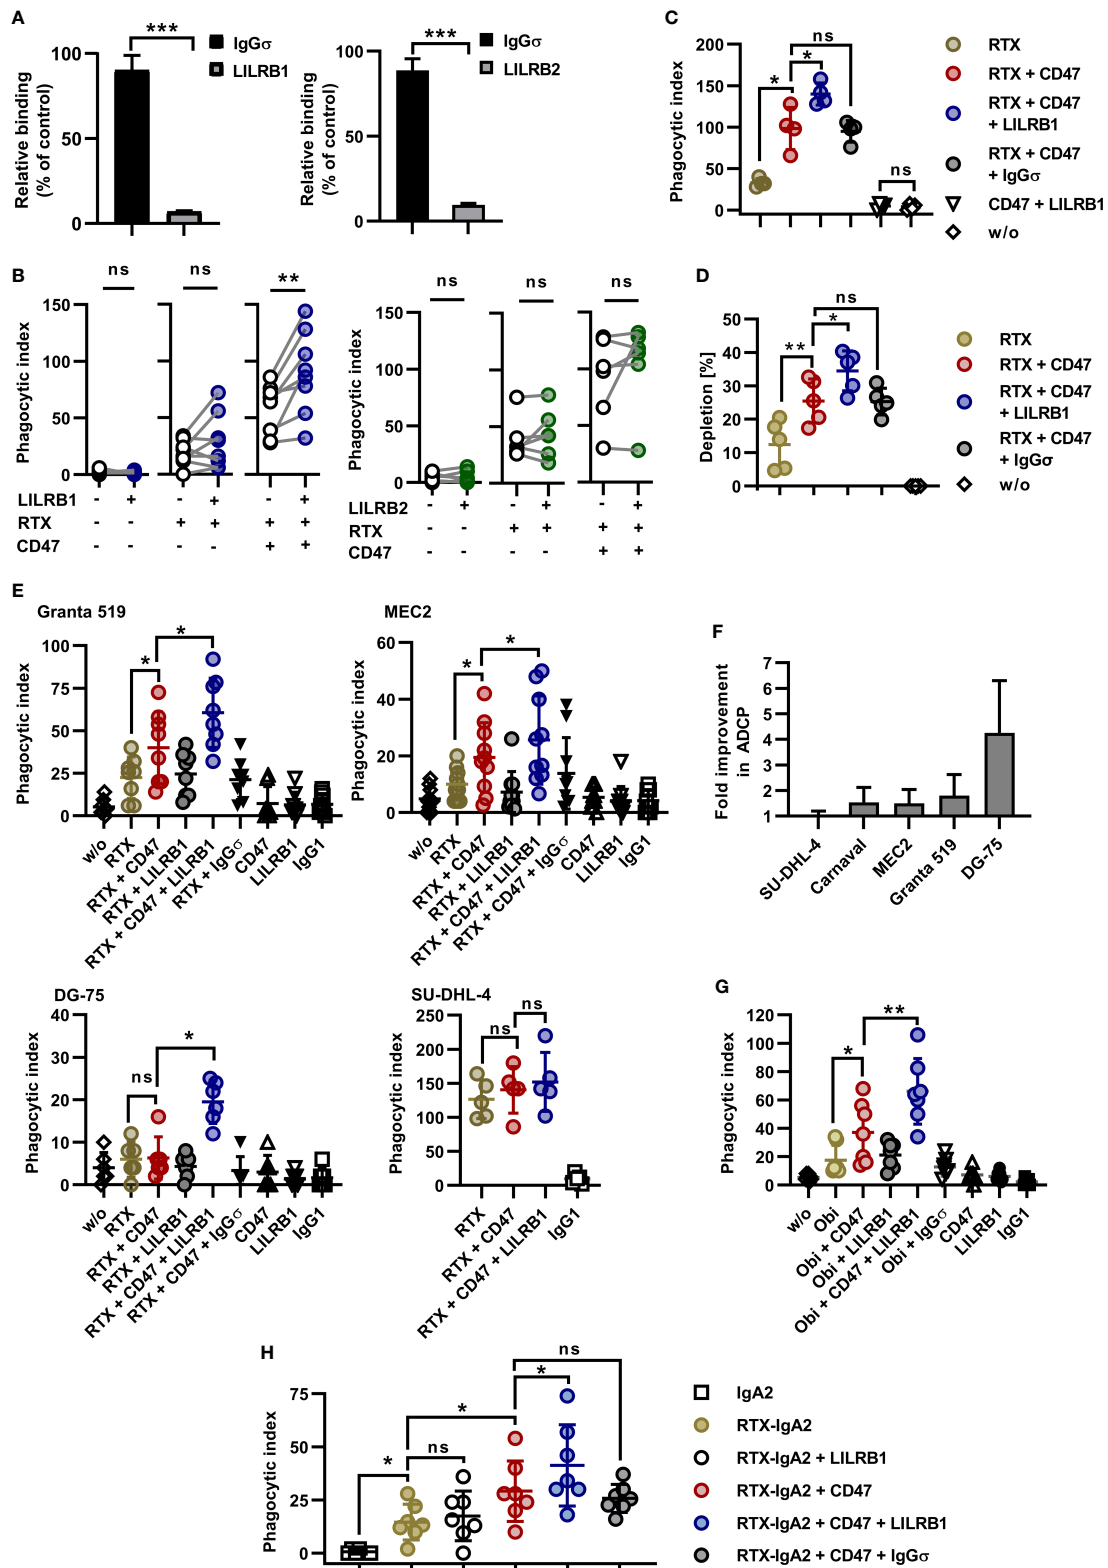 A
Relative binding
(% of control)
100
50
0
***
IgGσ
LILRB1
Relative binding
(% of control)
100
50
0
***
IgGσ
LILRB2
B
Phagocytic index
150
100
50
0
ns
ns
**
LILRB1 - + - + - +
RTX - - + + + +
CD47 - - - - + +
Phagocytic index
150
100
50
0
ns
ns
ns
LILRB2 - + - + - +
RTX - - + + + +
CD47 - - - - + +
C
Phagocytic index
200
150
100
50
0
*
*
ns
ns
RTX
RTX + CD47
RTX + CD47
+ LILRB1
RTX + CD47
+ IgGσ
CD47 + LILRB1
w/o
D
Depletion [%]
50
40
30
20
10
0
**
*
ns
RTX
RTX + CD47
RTX + CD47
+ LILRB1
RTX + CD47
+ IgGσ
w/o
E
Granta 519
Phagocytic index
100
75
50
25
0
*
*
w/o
RTX
RTX + CD47
RTX + LILRB1
RTX + CD47 + LILRB1
RTX + IgGσ
CD47
LILRB1
IgG1
MEC2
Phagocytic index
60
40
20
0
*
*
w/o
RTX
RTX + CD47
RTX + LILRB1
RTX + CD47 + LILRB1
RTX + CD47 + IgGσ
CD47
LILRB1
IgG1
DG-75
Phagocytic index
40
30
20
10
0
ns
*
w/o
RTX
RTX + CD47
RTX + LILRB1
RTX + CD47 + LILRB1
RTX + CD47 + IgGσ
CD47
LILRB1
IgG1
SU-DHL-4
Phagocytic index
250
200
150
100
50
0
ns
ns
RTX
RTX + CD47
RTX + CD47 + LILRB1
IgG1
F
Fold improvement
in ADCP
7
6
5
4
3
2
1
SU-DHL-4
Carnaval
MEC2
Granta 519
DG-75
G
Phagocytic index
120
100
80
60
40
20
0
*
**
w/o
Obi
Obi + CD47
Obi + LILRB1
Obi + CD47 + LILRB1
Obi + IgGσ
CD47
LILRB1
IgG1
H
Phagocytic index
75
50
25
0
*
ns
*
*
ns
IgA2
RTX-IgA2
RTX-IgA2 + LILRB1
RTX-IgA2 + CD47
RTX-IgA2 + CD47 + LILRB1
RTX-IgA2 + CD47 + IgGσ